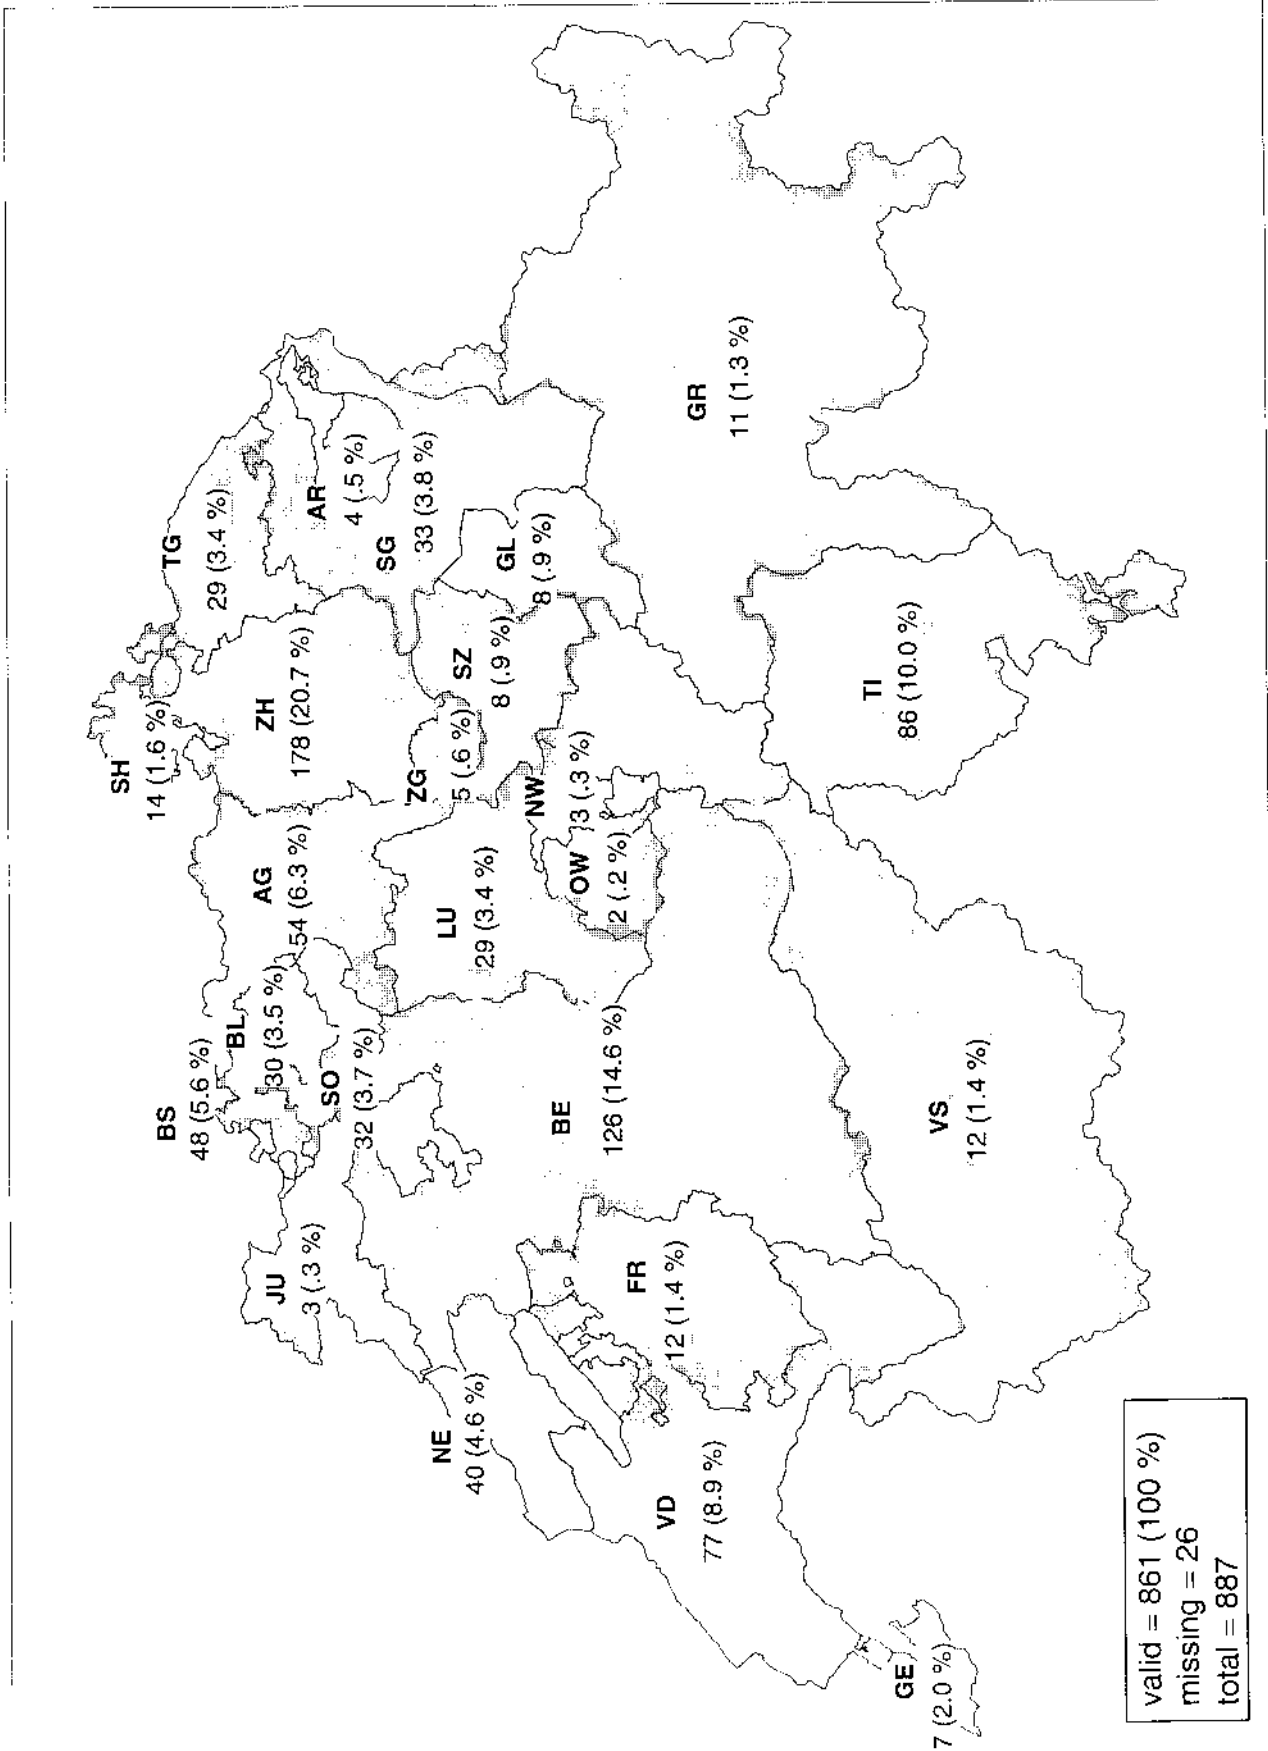 SH
14 (1.6 %)
BS
48 (5.6 %)
TG
29 (3.4 %)
BL
30 (3.5 %)
AG
54 (6.3 %)
ZH
178 (20.7 %)
JU
3 (.3 %)
AR
4 (.5 %)
SO
32 (3.7 %)
SG
33 (3.8 %)
ZG
5 (.6 %)
NE
40 (4.6 %)
LU
29 (3.4 %)
SZ
8 (.9 %)
GL
8 (.9 %)
NW
3 (.3 %)
BE
126 (14.6 %)
OW
2 (.2 %)
FR
12 (1.4 %)
VD
77 (8.9 %)
GR
11 (1.3 %)
TI
86 (10.0 %)
GE
7 (2.0 %)
VS
12 (1.4 %)
valid = 861 (100 %)
missing = 26
total = 887